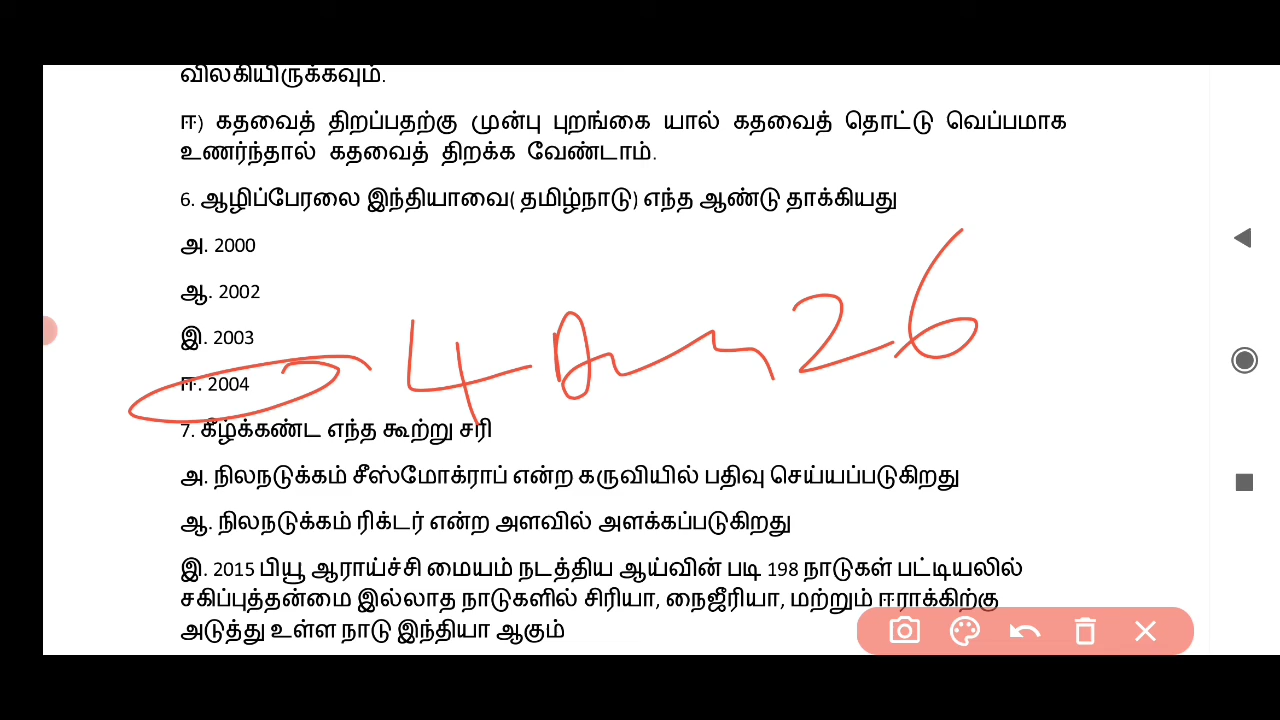 விலகியிருக்கவும்.
ஈ) கதவைத் திறப்பதற்கு முன்பு புறங்கை யால் கதவைத் தொட்டு வெப்பமாக
உணர்ந்தால் கதவைத் திறக்க வேண்டாம்.
6. ஆழிப்பேரலை இந்தியாவை( தமிழ்நாடு) எந்த ஆண்டு தாக்கியது
அ. 2000
ஆ. 2002
இ. 2003
ஈ. 2004
4 26
7. கீழ்க்கண்ட எந்த கூற்று சரி
அ. நிலநடுக்கம் சீஸ்மோக்ராப் என்ற கருவியில் பதிவு செய்யப்படுகிறது
ஆ. நிலநடுக்கம் ரிக்டர் என்ற அளவில் அளக்கப்படுகிறது
இ. 2015 பியூ ஆராய்ச்சி மையம் நடத்திய ஆய்வின் படி 198 நாடுகள் பட்டியலில்
சகிப்புத்தன்மை இல்லாத நாடுகளில் சிரியா, நைஜீரியா, மற்றும் ஈராக்கிற்கு
அடுத்து உள்ள நாடு இந்தியா ஆகும்